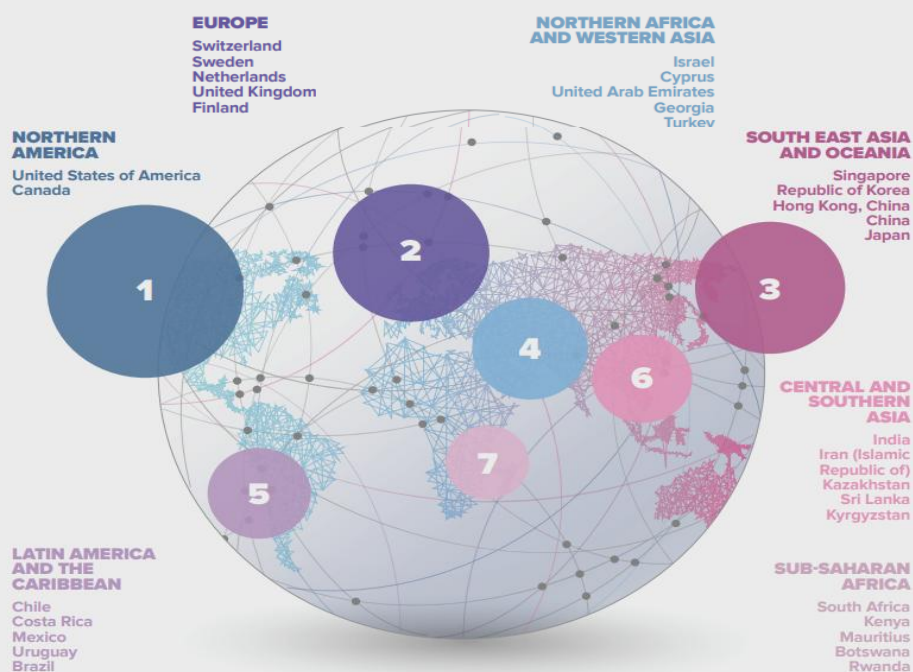 EUROPE
Switzerland
Sweden
Netherlands
United Kingdom
Finland
NORTHERN AFRICA
AND WESTERN ASIA
Israel
Cyprus
United Arab Emirates
Georgia
Turkey
NORTHERN
AMERICA
United States of America
Canada
SOUTH EAST ASIA
AND OCEANIA
Singapore
Republic of Korea
Hong Kong, China
China
Japan
1
2
3
4
5
6
7
CENTRAL AND
SOUTHERN
ASIA
India
Iran (Islamic
Republic of)
Kazakhstan
Sri Lanka
Kyrgyzstan
LATIN AMERICA
AND THE
CARIBBEAN
Chile
Costa Rica
Mexico
Uruguay
Brazil
SUB-SAHARAN
AFRICA
South Africa
Kenya
Mauritius
Botswana
Rwanda